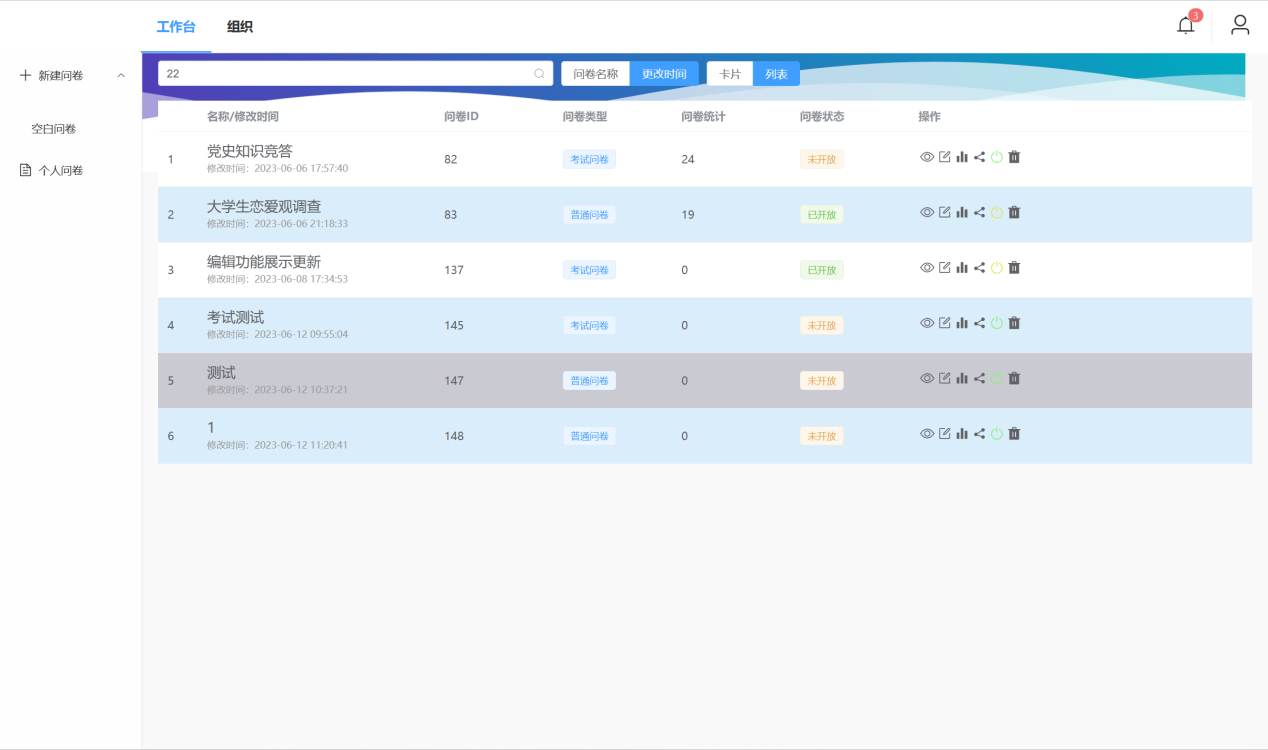 工作台 组织 3
新建问卷
空白问卷
个人问卷
22 问卷名称 更改时间 卡片 列表
名称/修改时间 问卷ID 问卷类型 问卷统计 问卷状态 操作
1 党史知识竞答 82 考试问卷 24 未开放
修改时间：2023-06-06 17:57:40
2 大学生恋爱观调查 83 普通问卷 19 已开放
修改时间：2023-06-06 21:18:33
3 编辑功能展示更新 137 考试问卷 0 已开放
修改时间：2023-06-08 17:34:53
4 考试测试 145 考试问卷 0 未开放
修改时间：2023-06-12 09:55:04
5 测试 147 普通问卷 0 未开放
修改时间：2023-06-12 10:37:21
6 1 148 普通问卷 0 未开放
修改时间：2023-06-12 11:20:41